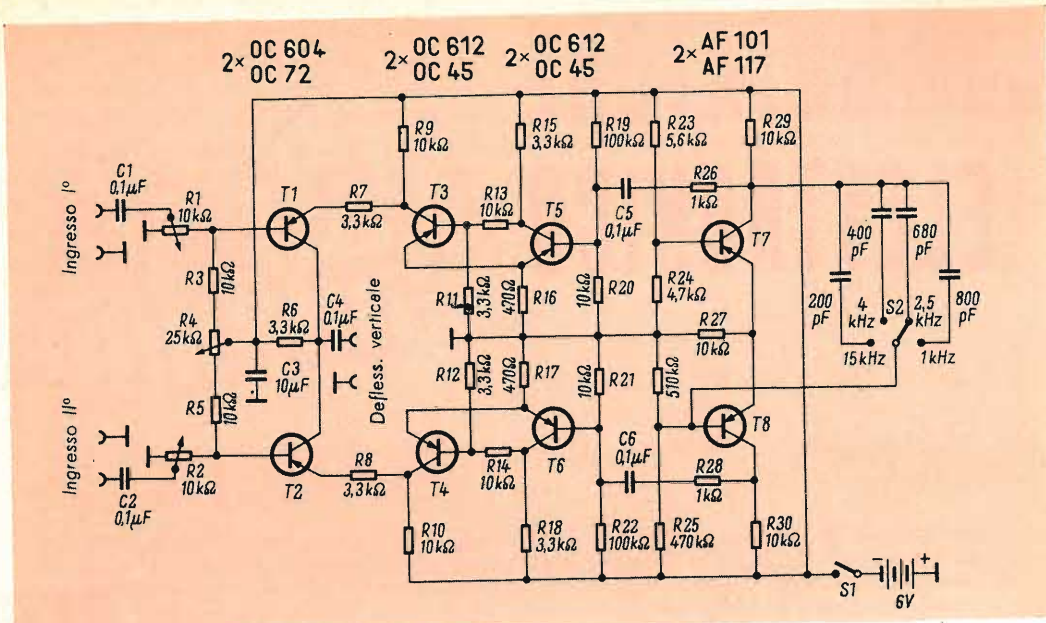 2x OC 604
OC 72
2x OC 612
OC 45
2x OC 612
OC 45
2x AF 101
AF 117
R9
10kΩ
R15
3,3kΩ
R19
100kΩ
R23
5,6kΩ
R29
10kΩ
Ingresso I°
C1
0,1μF
R1
10kΩ
T1
R7
3,3kΩ
T3
R13
10kΩ
T5
C5
0,1μF
R26
1kΩ
T7
R3
10kΩ
R11
3,3kΩ
470Ω
R16
10kΩ
R20
R24
4,7kΩ
400
pF
680
pF
200
pF
4
kHz
S2
2,5
kHz
800
pF
15kHz
1kHz
R4
25kΩ
R6
3,3kΩ
C4
0,1μF
R27
10kΩ
C3
10μF
Defless. verticale
R12
3,3kΩ
470Ω
R17
10kΩ
R21
510kΩ
R5
10kΩ
Ingresso II°
C2
0,1μF
R2
10kΩ
T2
R8
3,3kΩ
T4
R14
10kΩ
T6
C6
0,1μF
R28
1kΩ
T8
R10
10kΩ
R18
3,3kΩ
R22
100kΩ
R25
470kΩ
R30
10kΩ
S1
- +
6V